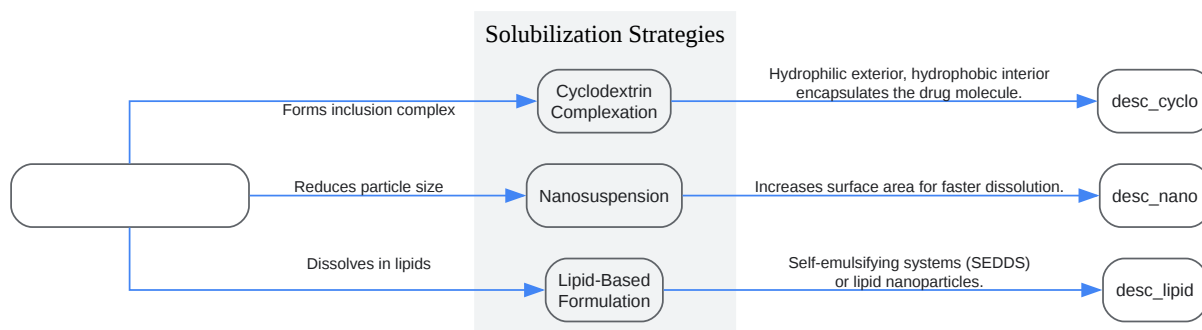 Solubilization Strategies
Forms inclusion complex
Cyclodextrin
Complexation
Hydrophilic exterior, hydrophobic interior
encapsulates the drug molecule.
desc_cyclo
Reduces particle size
Nanosuspension
Increases surface area for faster dissolution.
desc_nano
Dissolves in lipids
Lipid-Based
Formulation
Self-emulsifying systems (SEDDS)
or lipid nanoparticles.
desc_lipid